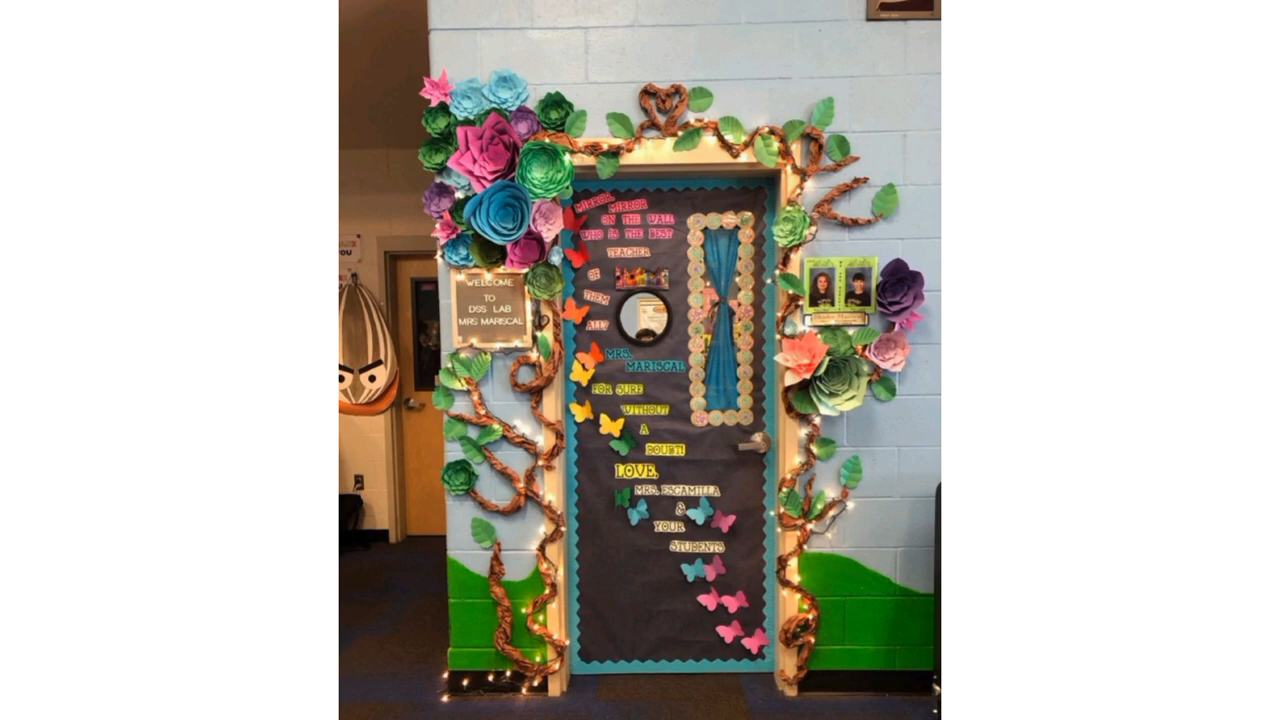 MIRROR
MIRROR
ON THE WALL
WHO IS THE BEST
TEACHER
OF
THEM
ALL?
MRS.
MARISCAL
FOR SURE
WITHOUT
A
DOUBT!
LOVE,
MRS. ESCAMILLA
&
YOUR
STUDENTS
WELCOME
TO
DSS LAB
MRS MARISCAL
YOU